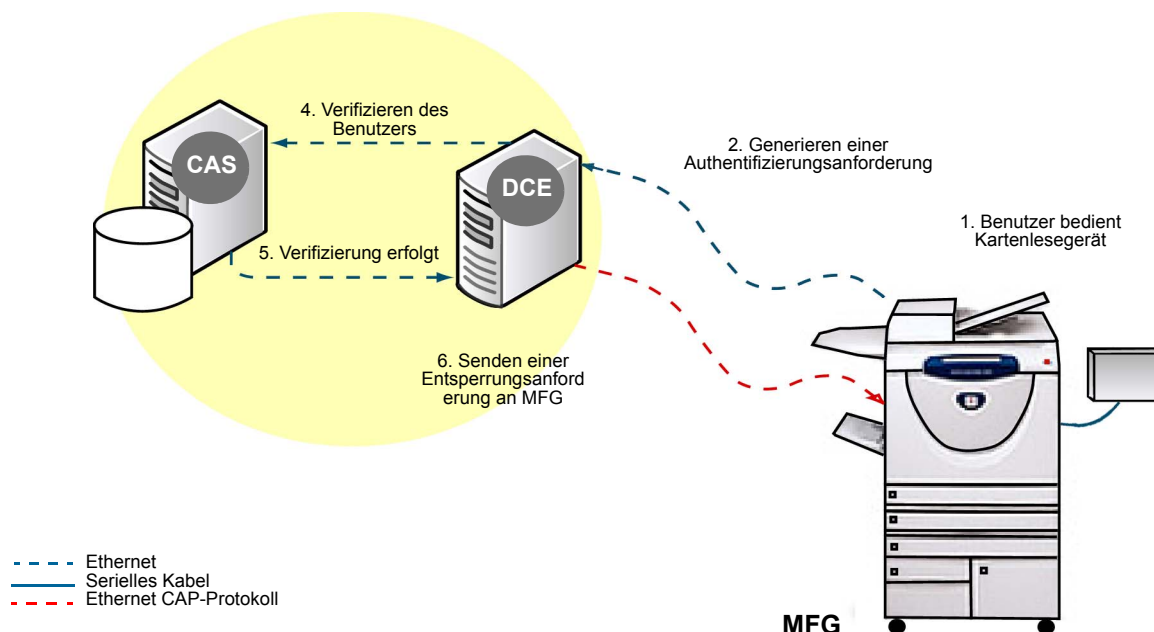 4. Verifizieren des
Benutzers
CAS
DCE
2. Generieren einer
Authentifizierungsanforderung
1. Benutzer bedient
Kartenlesegerät
5. Verifizierung erfolgt
6. Senden einer
Entsperrungsanford
erung an MFG
Ethernet
Serielles Kabel
Ethernet CAP-Protokoll
MFG